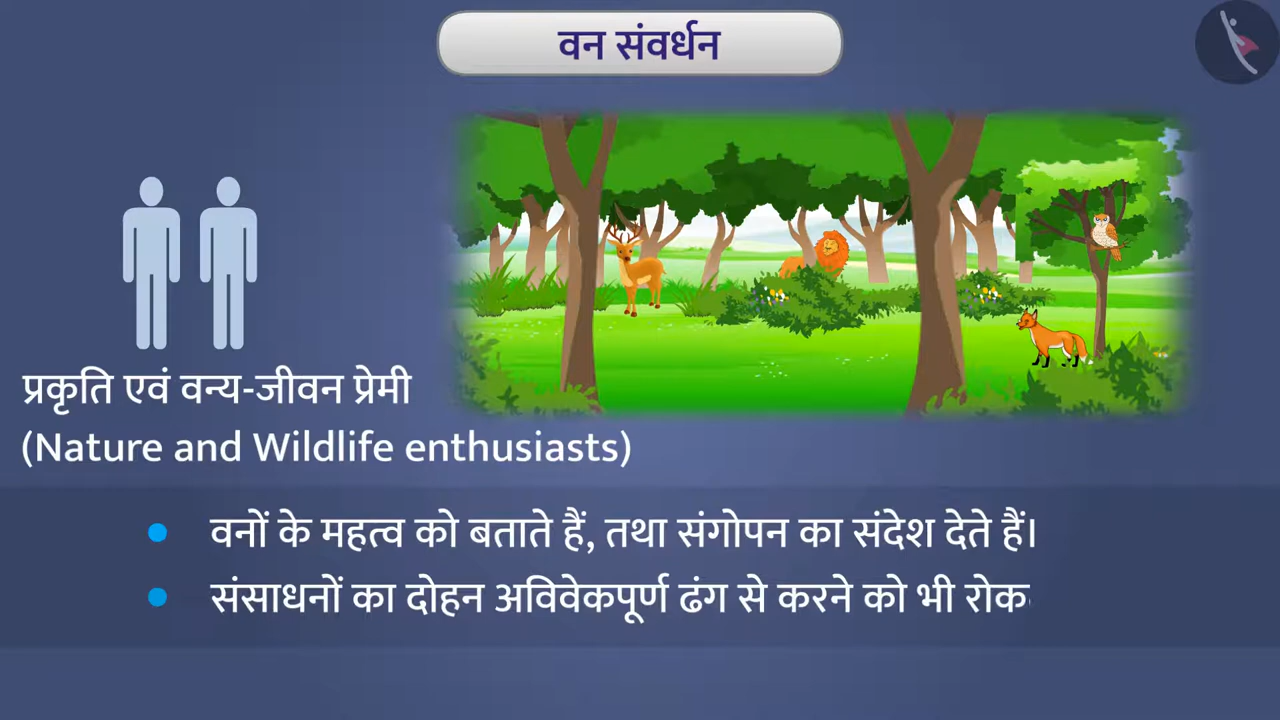 वन संवर्धन
प्रकृति एवं वन्य-जीवन प्रेमी
(Nature and Wildlife enthusiasts)
वनों के महत्व को बताते हैं, तथा संगोपन का संदेश देते हैं।
संसाधनों का दोहन अविवेकपूर्ण ढंग से करने को भी रोक